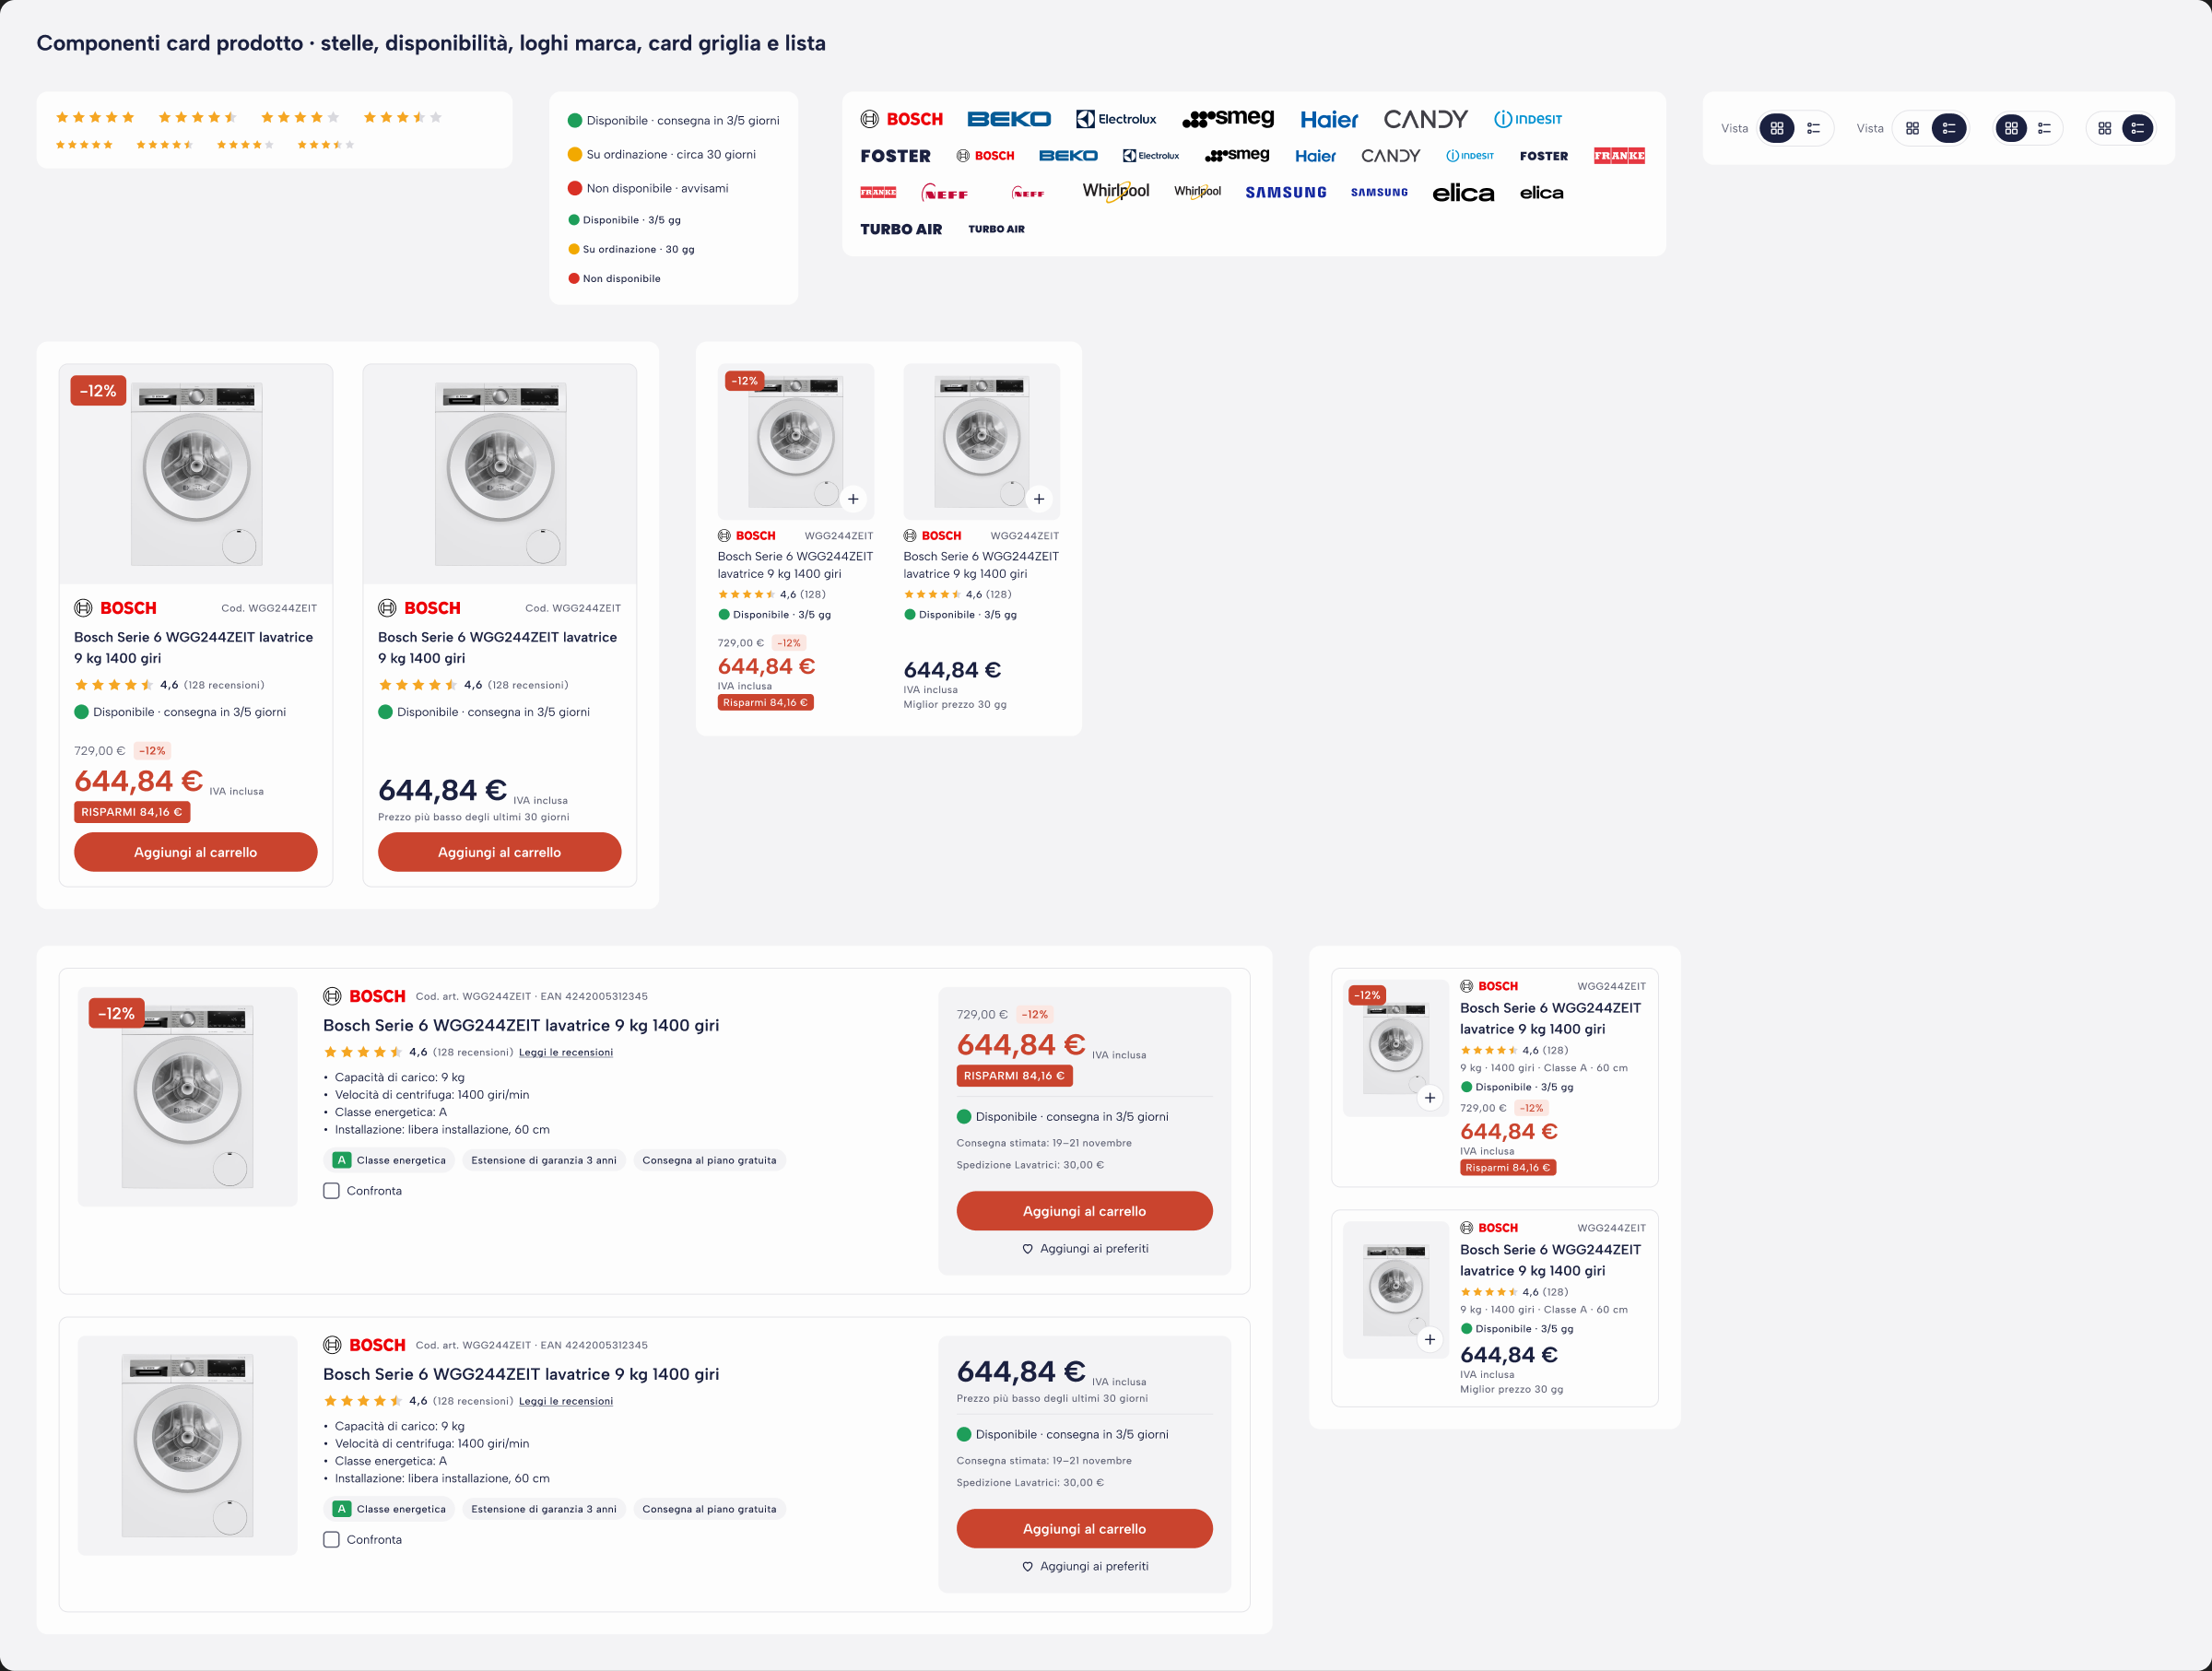 Componenti card prodotto · stelle, disponibilità, loghi marca, card griglia e lista
Disponibile · consegna in 3/5 giorni
Su ordinazione · circa 30 giorni
Non disponibile · avvisami
Disponibile · 3/5 gg
Su ordinazione · 30 gg
Non disponibile
BOSCH BEKO Electrolux smeg Haier CANDY INDESIT
FOSTER BOSCH BEKO Electrolux smeg Haier CANDY INDESIT FOSTER FRANKE
FRANKE NEFF NEFF Whirlpool Whirlpool SAMSUNG SAMSUNG elica elica
TURBO AIR TURBO AIR
Vista Vista
-12%
BOSCH Cod. WGG244ZEIT
Bosch Serie 6 WGG244ZEIT lavatrice
9 kg 1400 giri
4,6 (128 recensioni)
Disponibile · consegna in 3/5 giorni
729,00 € -12%
644,84 € IVA inclusa
RISPARMI 84,16 €
Aggiungi al carrello
BOSCH Cod. WGG244ZEIT
Bosch Serie 6 WGG244ZEIT lavatrice
9 kg 1400 giri
4,6 (128 recensioni)
Disponibile · consegna in 3/5 giorni
644,84 € IVA inclusa
Prezzo più basso degli ultimi 30 giorni
Aggiungi al carrello
-12%
BOSCH WGG244ZEIT
Bosch Serie 6 WGG244ZEIT
lavatrice 9 kg 1400 giri
4,6 (128)
Disponibile · 3/5 gg
729,00 € -12%
644,84 €
IVA inclusa
Risparmi 84,16 €
BOSCH WGG244ZEIT
Bosch Serie 6 WGG244ZEIT
lavatrice 9 kg 1400 giri
4,6 (128)
Disponibile · 3/5 gg
644,84 €
IVA inclusa
Miglior prezzo 30 gg
-12%
BOSCH Cod. art. WGG244ZEIT · EAN 4242005312345
Bosch Serie 6 WGG244ZEIT lavatrice 9 kg 1400 giri
4,6 (128 recensioni) Leggi le recensioni
• Capacità di carico: 9 kg
• Velocità di centrifuga: 1400 giri/min
• Classe energetica: A
• Installazione: libera installazione, 60 cm
A Classe energetica Estensione di garanzia 3 anni Consegna al piano gratuita
Confronta
729,00 € -12%
644,84 € IVA inclusa
RISPARMI 84,16 €
Disponibile · consegna in 3/5 giorni
Consegna stimata: 19–21 novembre
Spedizione Lavatrici: 30,00 €
Aggiungi al carrello
Aggiungi ai preferiti
BOSCH Cod. art. WGG244ZEIT · EAN 4242005312345
Bosch Serie 6 WGG244ZEIT lavatrice 9 kg 1400 giri
4,6 (128 recensioni) Leggi le recensioni
• Capacità di carico: 9 kg
• Velocità di centrifuga: 1400 giri/min
• Classe energetica: A
• Installazione: libera installazione, 60 cm
A Classe energetica Estensione di garanzia 3 anni Consegna al piano gratuita
Confronta
644,84 € IVA inclusa
Prezzo più basso degli ultimi 30 giorni
Disponibile · consegna in 3/5 giorni
Consegna stimata: 19–21 novembre
Spedizione Lavatrici: 30,00 €
Aggiungi al carrello
Aggiungi ai preferiti
-12%
BOSCH WGG244ZEIT
Bosch Serie 6 WGG244ZEIT
lavatrice 9 kg 1400 giri
4,6 (128)
9 kg · 1400 giri · Classe A · 60 cm
Disponibile · 3/5 gg
729,00 € -12%
644,84 €
IVA inclusa
Risparmi 84,16 €
BOSCH WGG244ZEIT
Bosch Serie 6 WGG244ZEIT
lavatrice 9 kg 1400 giri
4,6 (128)
9 kg · 1400 giri · Classe A · 60 cm
Disponibile · 3/5 gg
644,84 €
IVA inclusa
Miglior prezzo 30 gg